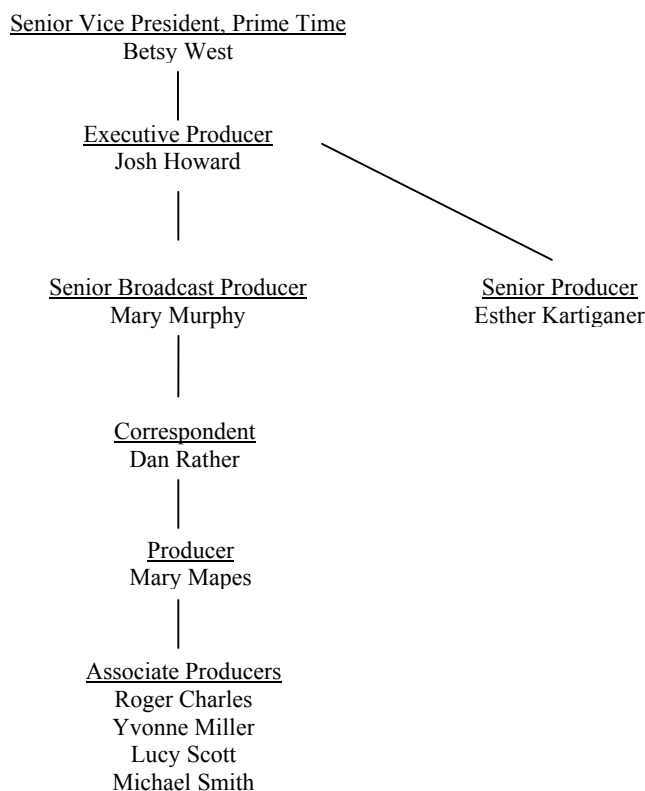 Senior Vice President, Prime Time
Betsy West
Executive Producer
Josh Howard
Senior Broadcast Producer
Mary Murphy
Senior Producer
Esther Kartiganer
Correspondent
Dan Rather
Producer
Mary Mapes
Associate Producers
Roger Charles
Yvonne Miller
Lucy Scott
Michael Smith